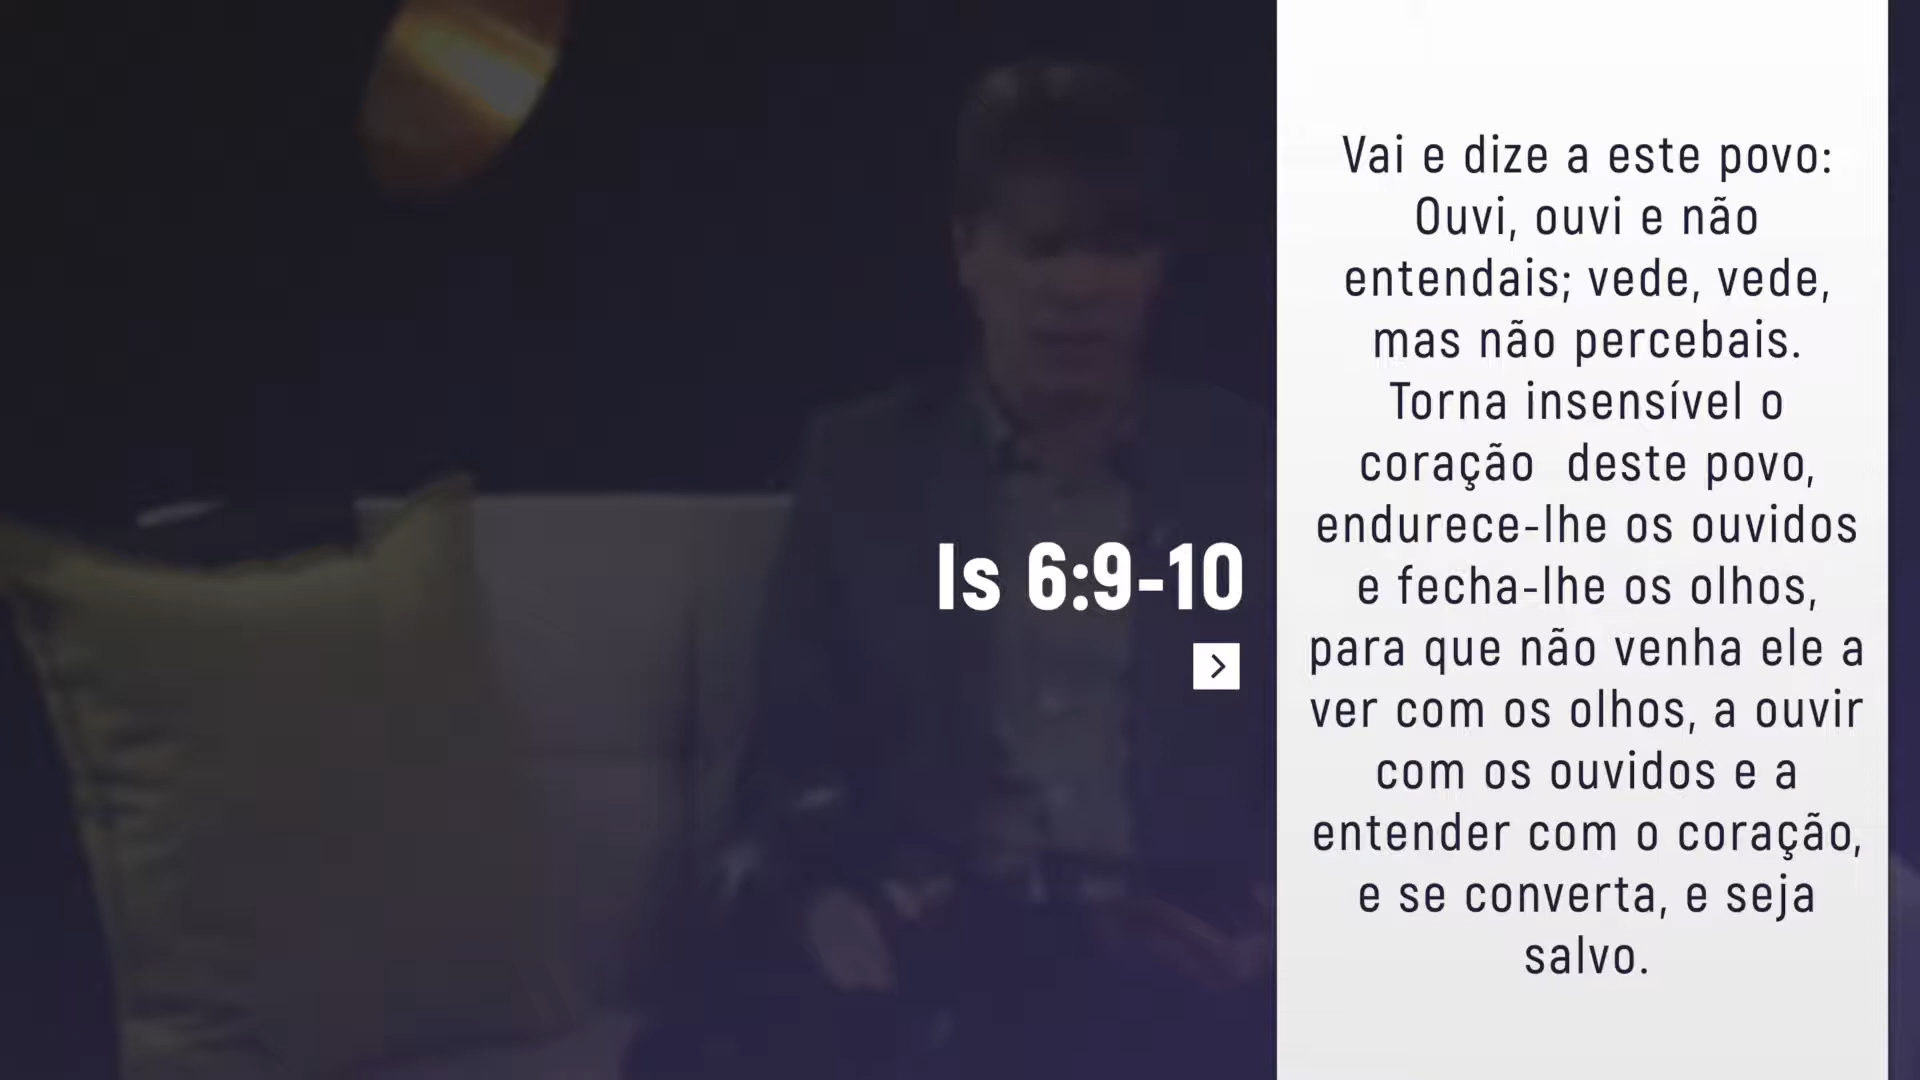 Is 6:9-10
Vai e dize a este povo:
Ouvi, ouvi e não
entendais; vede, vede,
mas não percebais.
Torna insensível o
coração  deste povo,
endurece-lhe os ouvidos
e fecha-lhe os olhos,
para que não venha ele a
ver com os olhos, a ouvir
com os ouvidos e a
entender com o coração,
e se converta, e seja
salvo.